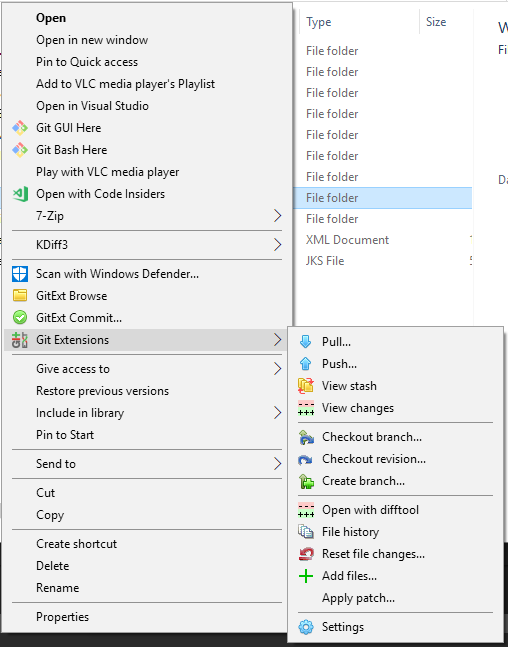 Open
Open in new window
Pin to Quick access
Add to VLC media player's Playlist
Open in Visual Studio
Git GUI Here
Git Bash Here
Play with VLC media player
Open with Code Insiders
7-Zip
KDiff3
Scan with Windows Defender...
GitExt Browse
GitExt Commit...
Git Extensions
Give access to
Restore previous versions
Include in library
Pin to Start
Send to
Cut
Copy
Create shortcut
Delete
Rename
Properties
Type Size
File folder
File folder
File folder
File folder
File folder
File folder
File folder
File folder
File folder
XML Document
JKS File
Pull...
Push...
View stash
View changes
Checkout branch...
Checkout revision...
Create branch...
Open with difftool
File history
Reset file changes...
Add files...
Apply patch...
Settings